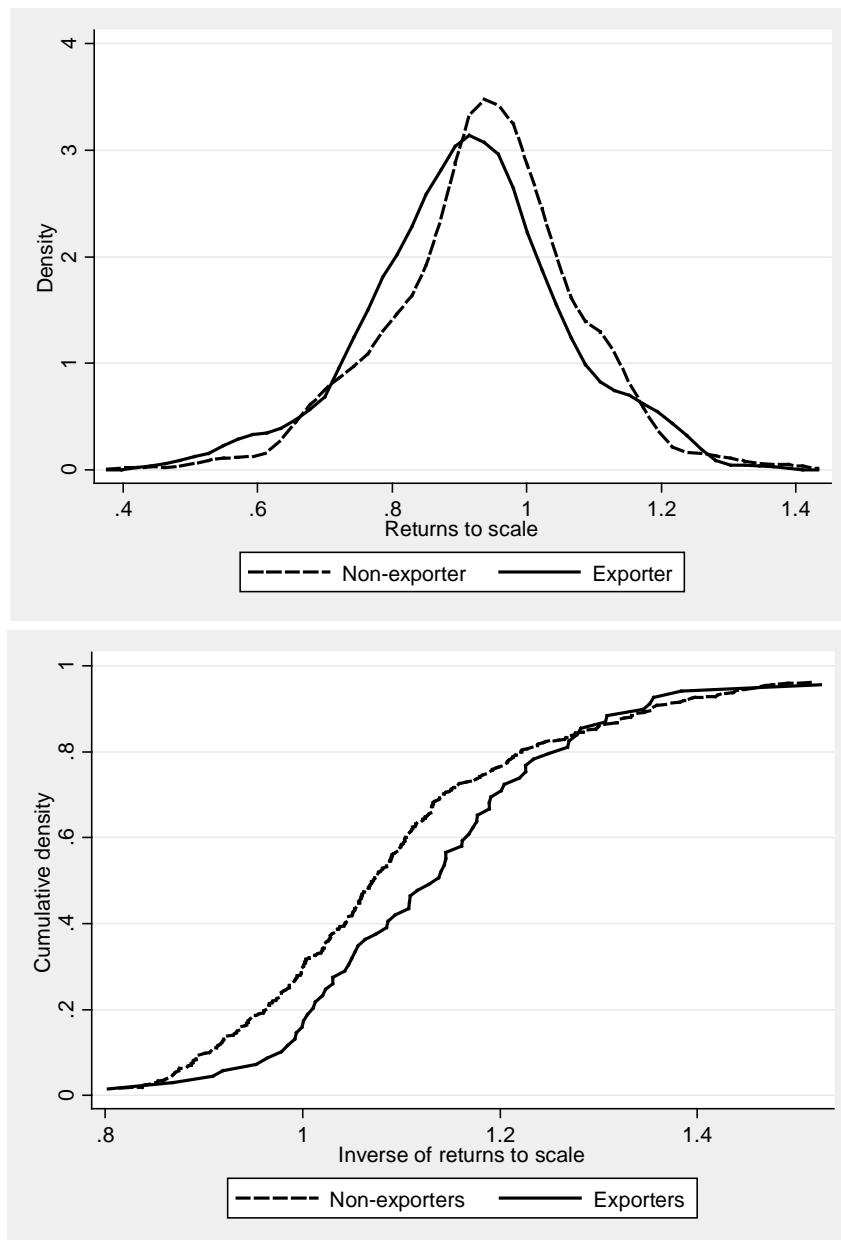 4
3
2
1
0
Density
.4 .6 .8 1 1.2 1.4
Returns to scale
Non-exporter Exporter
1
.8
.6
.4
.2
0
Cumulative density
.8 1 1.2 1.4
Inverse of returns to scale
Non-exporters Exporters